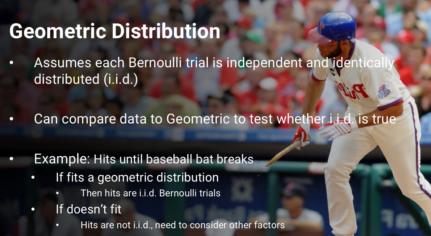 Geometric Distribution
• Assumes each Bernoulli trial is independent and identically
distributed (i.i.d.)
• Can compare data to Geometric to test whether i.i.d. is true
• Example: Hits until baseball bat breaks
• If fits a geometric distribution
• Then hits are i.i.d. Bernoulli trials
• If doesn't fit
• Hits are not i.i.d., need to consider other factors